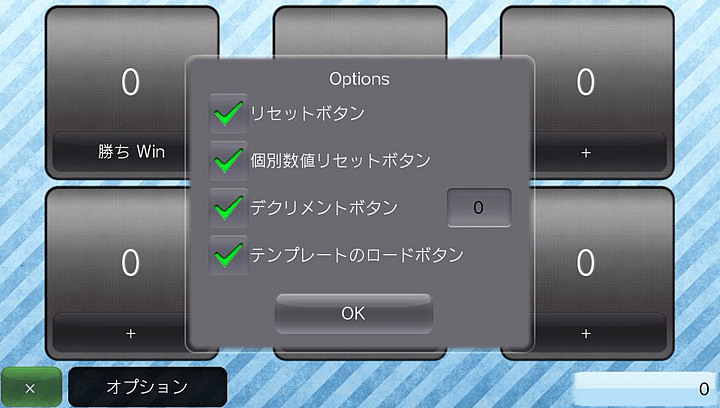 0
0
勝ち Win
+
Options
リセットボタン
個別数値リセットボタン
デクリメントボタン
0
テンプレートのロードボタン
OK
0
0
+
+
×
オプション
0